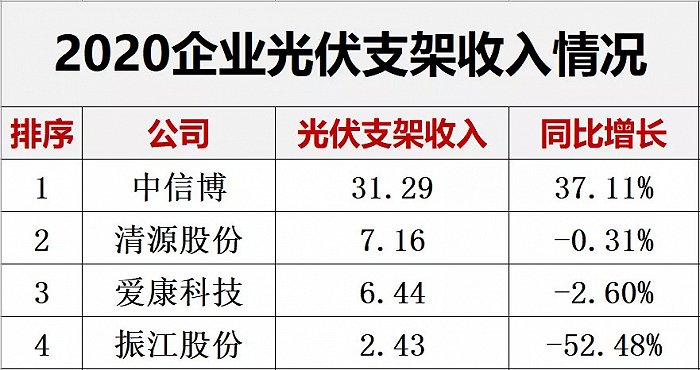 2020企业光伏支架收入情况
排序 公司 光伏支架收入 同比增长
1 中信博 31.29 37.11%
2 清源股份 7.16 -0.31%
3 爱康科技 6.44 -2.60%
4 振江股份 2.43 -52.48%